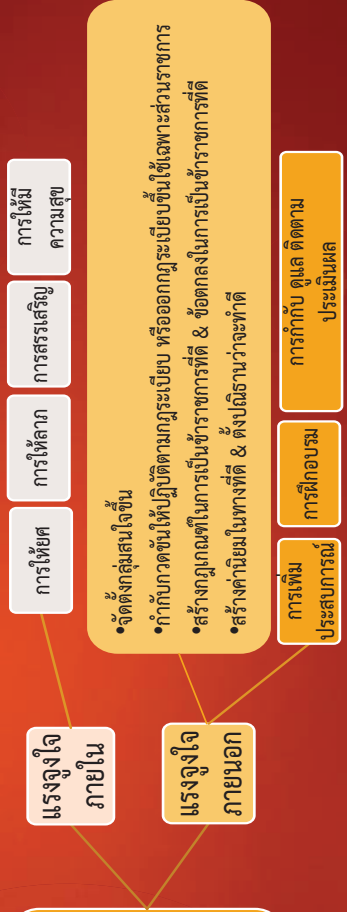 แรงจูงใจ
ภายใน
การให้ยศ
การให้ลาภ
การสรรเสริญ
การให้มี
ความสุข
แรงจูงใจ
ภายนอก
•จัดตั้งกลุ่มสนใจขึ้น
•กำกับกวดขันให้ปฏิบัติตามกฎระเบียบ หรือออกกฎระเบียบขึ้นใช้เฉพาะส่วนราชการ
•สร้างกฎเกณฑ์ในการเป็นข้าราชการที่ดี & ข้อตกลงในการเป็นข้าราชการที่ดี
•สร้างค่านิยมในทางที่ดี & ตั้งปณิธานว่าจะทำดี
การเพิ่ม
ประสบการณ์
การฝึกอบรม
การกำกับ ดูแล ติดตาม
ประเมินผล